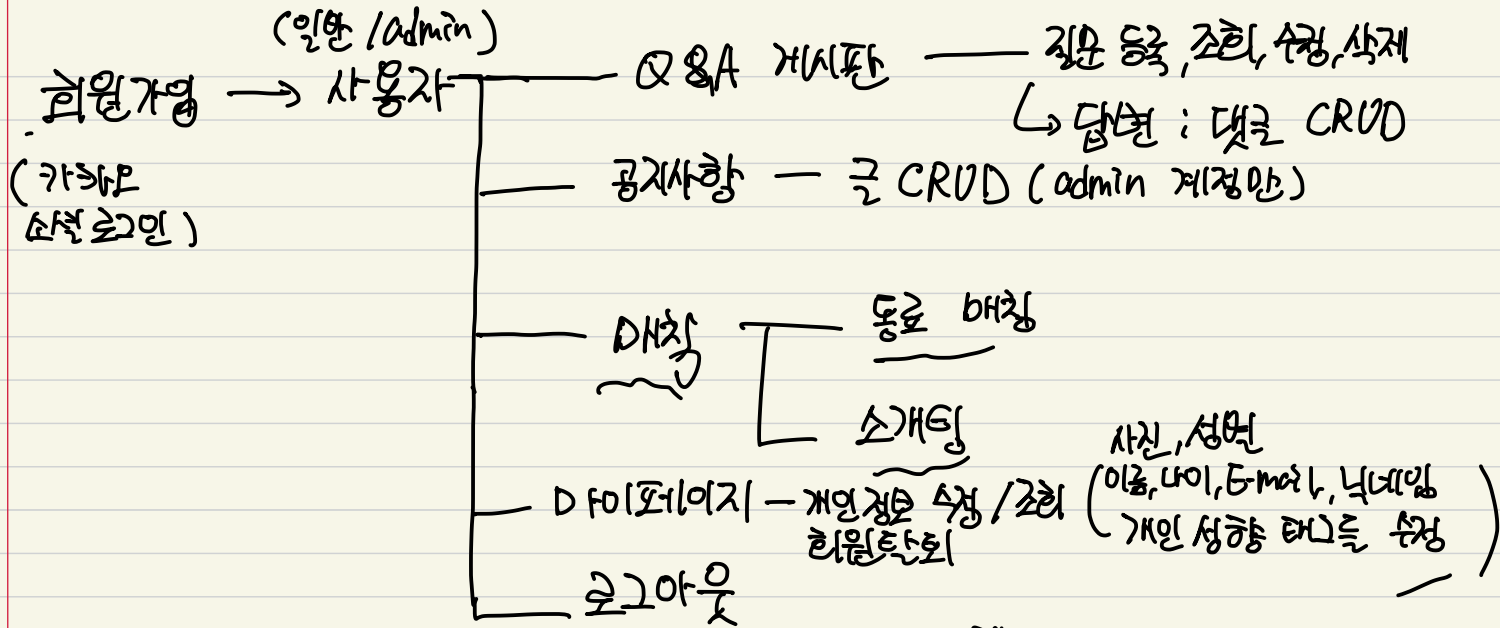 (일반 / admin)
회원가입 → 사용자
(카카오
소셜로그인)
Q&A 게시판 — 질문 등록, 조회, 수정, 삭제
↳ 답변 : 댓글 CRUD
공지사항 — 글 CRUD (admin 계정만)
매칭
동료 매칭
소개팅
마이페이지 — 개인정보 수정 / 조회
회원탈퇴
사진, 성별
(이름, 나이, E-mail, 닉네임
개인 성향 태그들 수정)
로그아웃